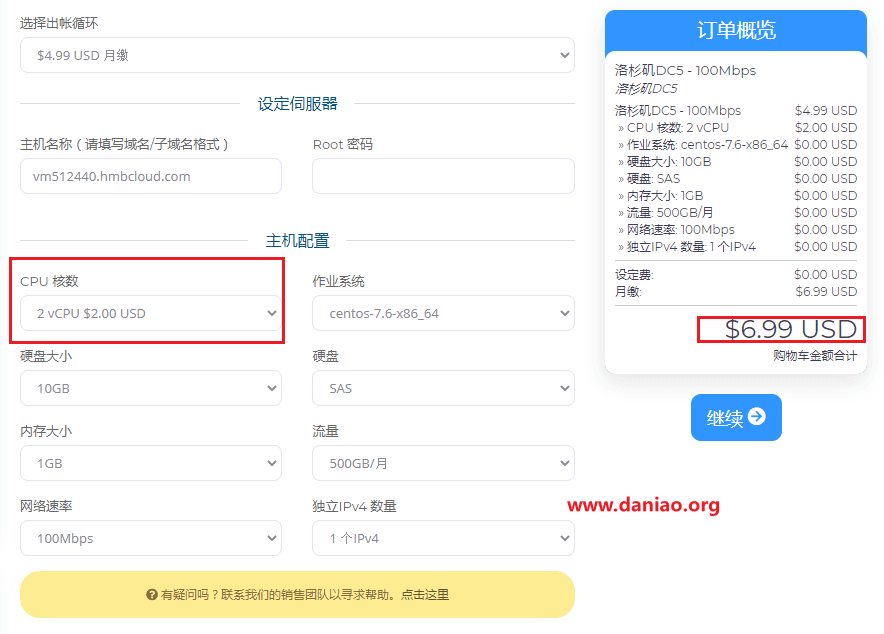 选择出帐循环
$4.99 USD 月缴
设定伺服器
主机名称（请填写域名/子域名格式）
Root 密码
vm512440.hmbcloud.com
主机配置
CPU 核数
作业系统
2 vCPU $2.00 USD
centos-7.6-x86_64
硬盘大小
硬盘
10GB
SAS
内存大小
流量
1GB
500GB/月
网络速率
独立IPv4 数量
100Mbps
1 个IPv4
有疑问吗？联系我们的销售团队以寻求帮助。点击这里
订单概览
洛杉矶DC5 - 100Mbps
洛杉矶DC5
洛杉矶DC5 - 100Mbps $4.99 USD
» CPU 核数: 2 vCPU $2.00 USD
» 作业系统: centos-7.6-x86_64 $0.00 USD
» 硬盘大小: 10GB $0.00 USD
» 硬盘: SAS $0.00 USD
» 内存大小: 1GB $0.00 USD
» 流量: 500GB/月 $0.00 USD
» 网络速率: 100Mbps $0.00 USD
» 独立IPv4 数量: 1 个IPv4 $0.00 USD
设定费: $0.00 USD
月缴: $6.99 USD
$6.99 USD
购物车金额合计
继续
www.daniao.org